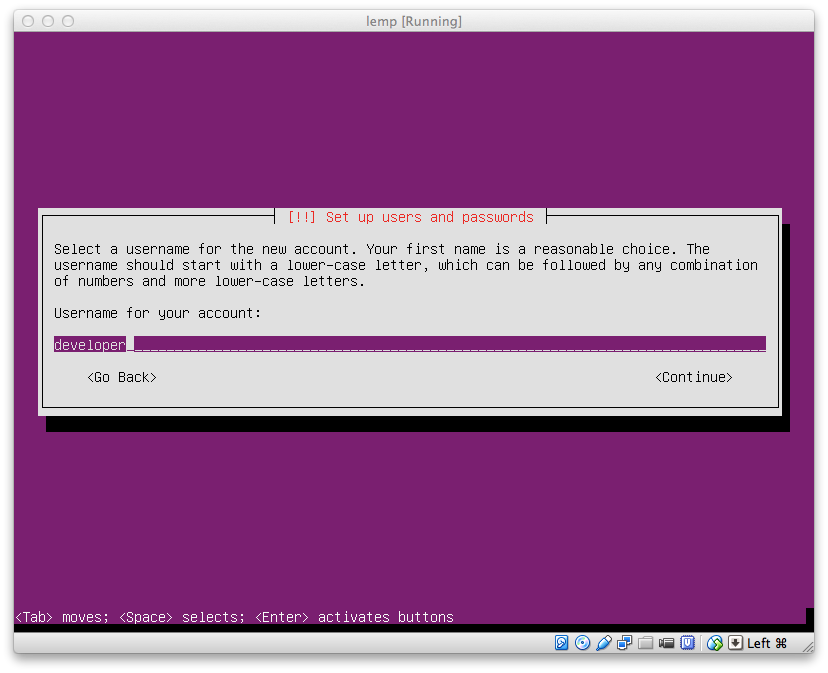 lemp [Running]
[!!] Set up users and passwords
Select a username for the new account. Your first name is a reasonable choice. The
username should start with a lower-case letter, which can be followed by any combination
of numbers and more lower-case letters.
Username for your account:
developer
<Go Back> <Continue>
<Tab> moves; <Space> selects; <Enter> activates buttons
Left ⌘